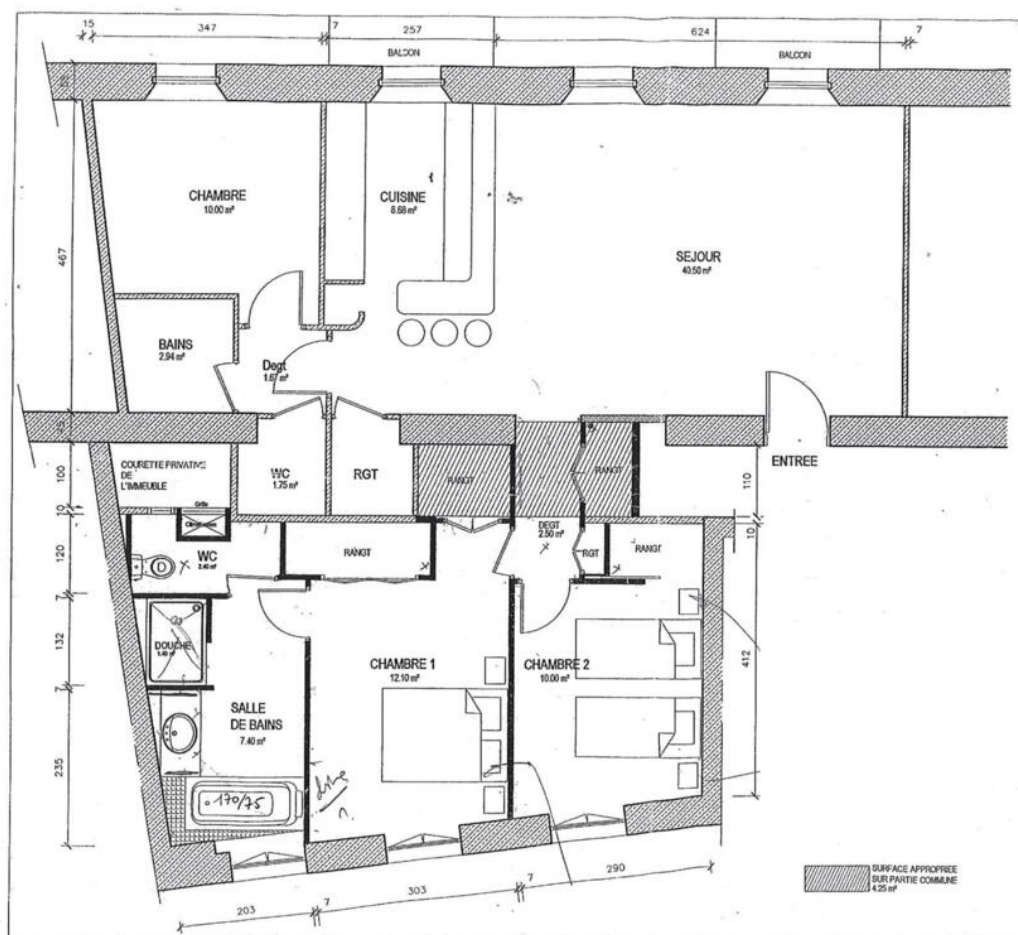 15
347
7
257
624
7
BALCON
BALCON
55
CHAMBRE
10.00 m²
CUISINE
8.68 m²
SEJOUR
40.50 m²
467
BAINS
2.94 m²
Degt
45
COURETTE PRIVATIVE
DE
L'IMMEUBLE
WC
1.75 m²
RGT
RANGT
RANGT
ENTREE
100
110
10
10
WC
2.40 m²
RANGT
DEGT
2.50 m²
RGT
RANGT
120
7
DOUCHE
132
412
CHAMBRE 1
12.10 m²
CHAMBRE 2
10.00 m²
7
SALLE
DE BAINS
7.40 m²
235
170/75
203
7
303
7
290
SURFACE APPROPRIEE
SUR PARTIE COMMUNE
4.25 m²